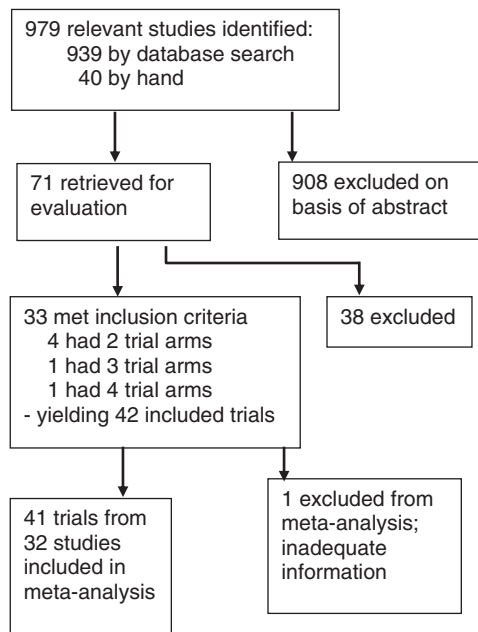 979 relevant studies identified:
939 by database search
40 by hand
71 retrieved for
evaluation
908 excluded on
basis of abstract
33 met inclusion criteria
4 had 2 trial arms
1 had 3 trial arms
1 had 4 trial arms
- yielding 42 included trials
38 excluded
41 trials from
32 studies
included in
meta-analysis
1 excluded from
meta-analysis;
inadequate
information